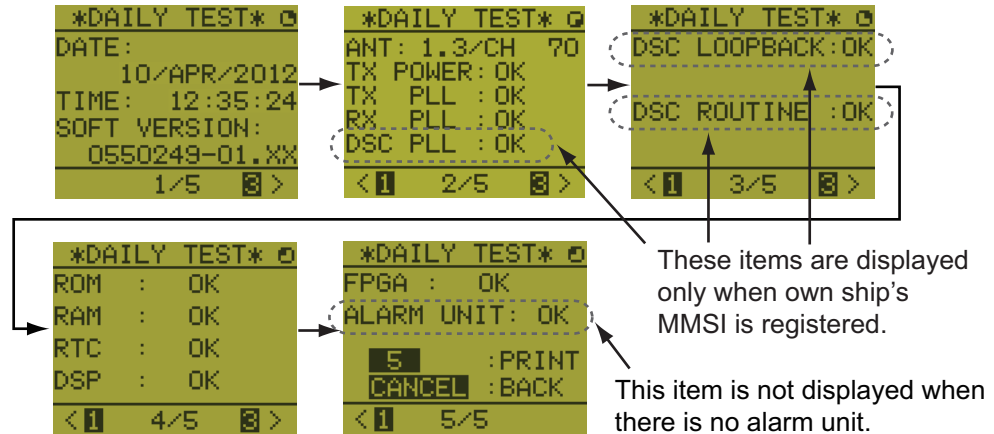 *DAILY TEST*
DATE:
10/APR/2012
TIME: 12:35:24
SOFT VERSION:
0550249-01.XX
1/5 3 >
*DAILY TEST*
ANT: 1.3/CH 70
TX POWER: OK
TX PLL : OK
RX PLL : OK
DSC PLL : OK
< 1 2/5 3 >
*DAILY TEST*
DSC LOOPBACK:OK
DSC ROUTINE :OK
< 1 3/5 3 >
These items are displayed
only when own ship's
MMSI is registered.
*DAILY TEST*
ROM : OK
RAM : OK
RTC : OK
DSP : OK
< 1 4/5 3 >
*DAILY TEST*
FPGA : OK
ALARM UNIT: OK
5 :PRINT
CANCEL :BACK
< 1 5/5
This item is not displayed when
there is no alarm unit.